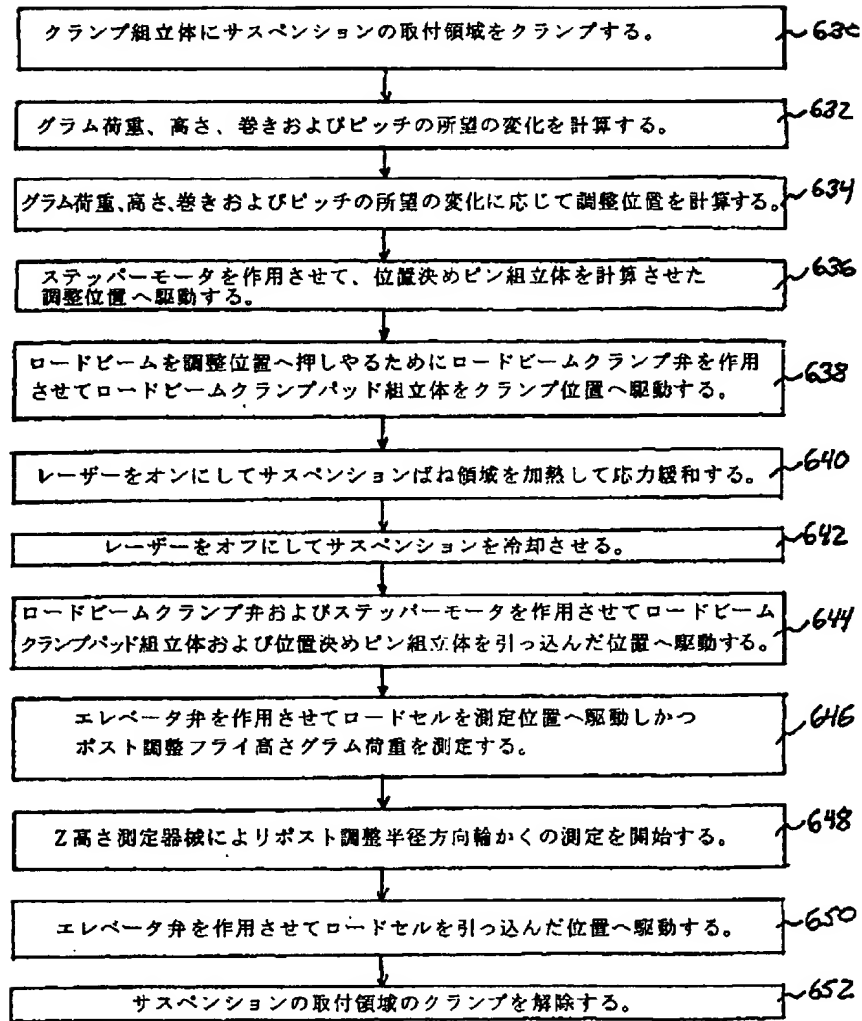 クランプ組立体にサスペンションの取付領域をクランプする。
630
グラム荷重、高さ、巻きおよびピッチの所望の変化を計算する。
632
グラム荷重、高さ、巻きおよびピッチの所望の変化に応じて調整位置を計算する。
634
ステッパーモータを作用させて、位置決めピン組立体を計算させた
調整位置へ駆動する。
636
ロードビームを調整位置へ押しやるためにロードビームクランプ弁を作用
させてロードビームクランプパッド組立体をクランプ位置へ駆動する。
638
レーザーをオンにしてサスペンションばね領域を加熱して応力緩和する。
640
レーザーをオフにしてサスペンションを冷却させる。
642
ロードビームクランプ弁およびステッパーモータを作用させてロードビーム
クランプパッド組立体および位置決めピン組立体を引っ込んだ位置へ駆動する。
644
エレベータ弁を作用させてロードセルを測定位置へ駆動しかつ
ポスト調整フライ高さグラム荷重を測定する。
646
Z高さ測定器械によりポスト調整半径方向輪かくの測定を開始する。
648
エレベータ弁を作用させてロードセルを引っ込んだ位置へ駆動する。
650
サスペンションの取付領域のクランプを解除する。
652